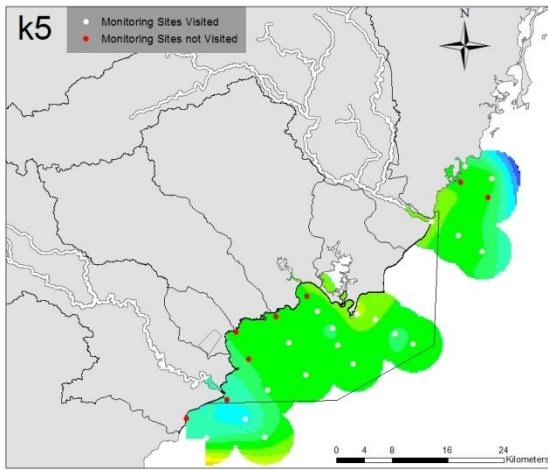 k5
Monitoring Sites Visited
Monitoring Sites not Visited
N
0 4 8 16 24
Kilometers